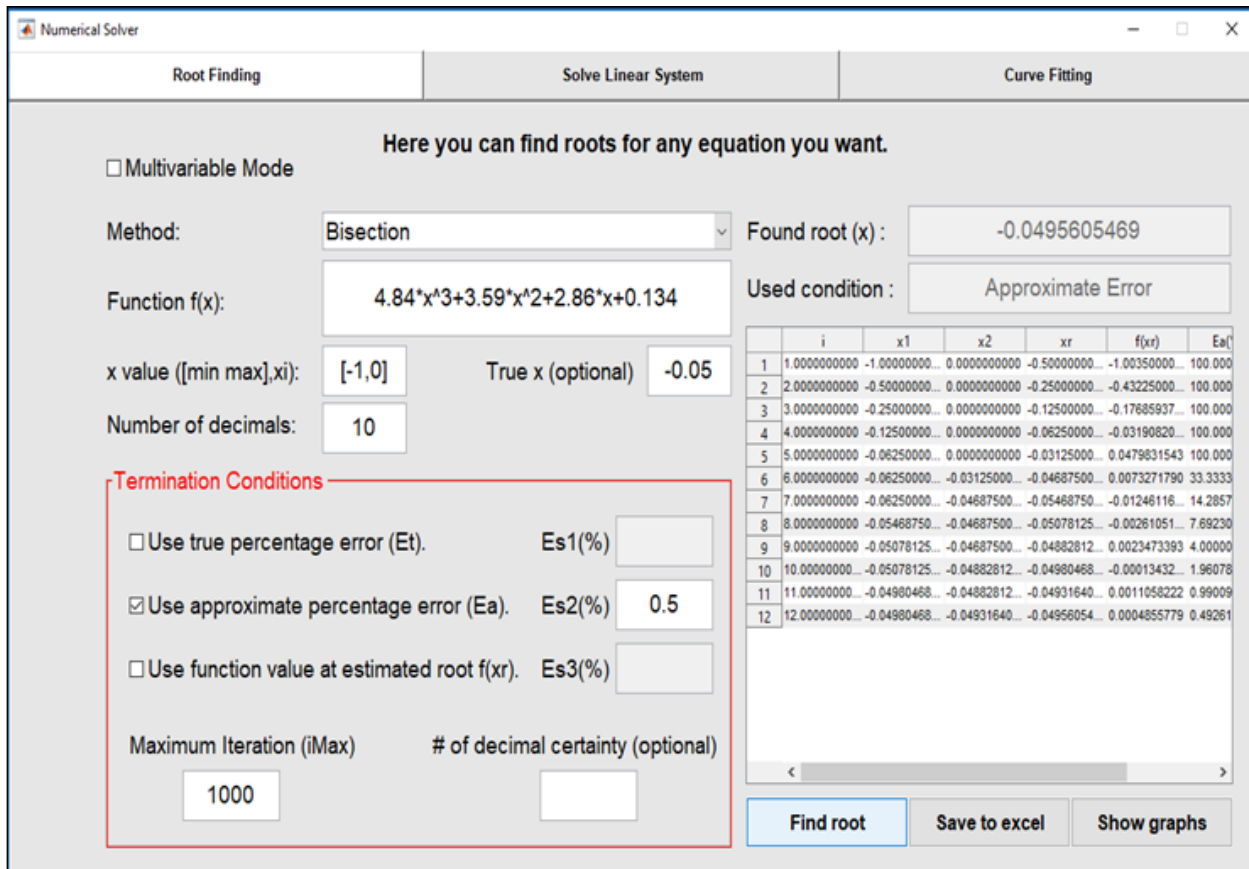 Numerical Solver
Root Finding Solve Linear System Curve Fitting
Here you can find roots for any equation you want.
Multivariable Mode
Method: Bisection
Found root (x) : -0.0495605469
Function f(x): 4.84*x^3+3.59*x^2+2.86*x+0.134
Used condition : Approximate Error
x value ([min max],xi): [-1,0] True x (optional) -0.05
Number of decimals: 10
Termination Conditions
Use true percentage error (Et). Es1(%)
Use approximate percentage error (Ea). Es2(%) 0.5
Use function value at estimated root f(xr). Es3(%)
Maximum Iteration (iMax) # of decimal certainty (optional)
1000
i x1 x2 xr f(xr) Ea(
1 1.0000000000 -1.00000000... 0.0000000000 -0.50000000... -1.00350000... 100.000
2 2.0000000000 -0.50000000... 0.0000000000 -0.25000000... -0.43225000... 100.000
3 3.0000000000 -0.25000000... 0.0000000000 -0.12500000... -0.17685937... 100.000
4 4.0000000000 -0.12500000... 0.0000000000 -0.06250000... -0.03190820... 100.000
5 5.0000000000 -0.06250000... 0.0000000000 -0.03125000... 0.0479831543 100.000
6 6.0000000000 -0.06250000... -0.03125000... -0.04687500... 0.0073271790 33.3333
7 7.0000000000 -0.06250000... -0.04687500... -0.05468750... -0.01246116... 14.2857
8 8.0000000000 -0.05468750... -0.04687500... -0.05078125... -0.00261051... 7.69230
9 9.0000000000 -0.05078125... -0.04687500... -0.04882812... 0.0023473393 4.00000
10 10.00000000... -0.05078125... -0.04882812... -0.04980468... -0.00013432... 1.96078
11 11.00000000... -0.04980468... -0.04882812... -0.04931640... 0.0011058222 0.99009
12 12.00000000... -0.04980468... -0.04931640... -0.04956054... 0.0004855779 0.49261
Find root Save to excel Show graphs